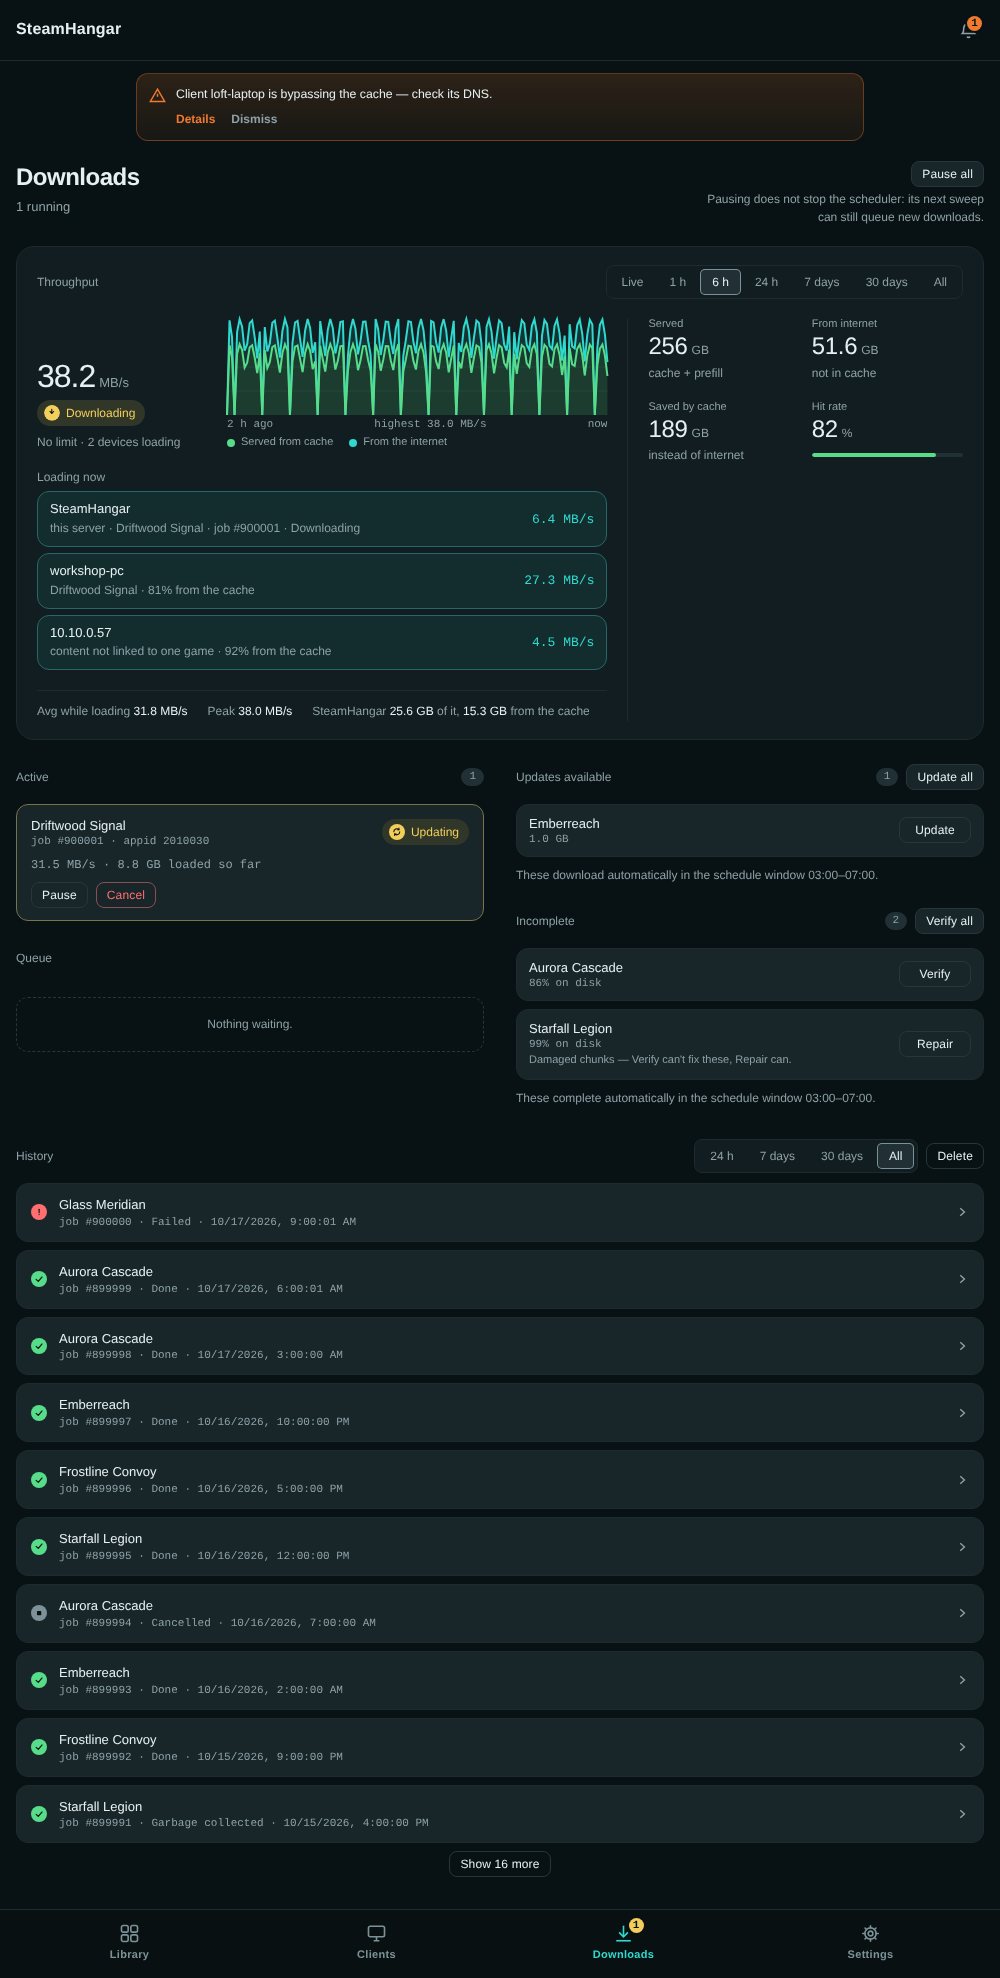 SteamHangar
1
Client loft-laptop is bypassing the cache — check its DNS.
Details Dismiss
Downloads
Pause all
1 running
Pausing does not stop the scheduler: its next sweep
can still queue new downloads.
Throughput
Live 1 h 6 h 24 h 7 days 30 days All
38.2 MB/s
Downloading
No limit · 2 devices loading
2 h ago highest 38.0 MB/s now
Served from cache From the internet
Served
256 GB
cache + prefill
From internet
51.6 GB
not in cache
Saved by cache
189 GB
instead of internet
Hit rate
82 %
Loading now
SteamHangar
this server · Driftwood Signal · job #900001 · Downloading
6.4 MB/s
workshop-pc
Driftwood Signal · 81% from the cache
27.3 MB/s
10.10.0.57
content not linked to one game · 92% from the cache
4.5 MB/s
Avg while loading 31.8 MB/s Peak 38.0 MB/s SteamHangar 25.6 GB of it, 15.3 GB from the cache
Active 1
Driftwood Signal
job #900001 · appid 2010030
Updating
31.5 MB/s · 8.8 GB loaded so far
Pause Cancel
Queue
Nothing waiting.
Updates available 1 Update all
Emberreach
1.0 GB
Update
These download automatically in the schedule window 03:00–07:00.
Incomplete 2 Verify all
Aurora Cascade
86% on disk
Verify
Starfall Legion
99% on disk
Damaged chunks — Verify can't fix these, Repair can.
Repair
These complete automatically in the schedule window 03:00–07:00.
History
24 h 7 days 30 days All Delete
Glass Meridian
job #900000 · Failed · 10/17/2026, 9:00:01 AM
Aurora Cascade
job #899999 · Done · 10/17/2026, 6:00:01 AM
Aurora Cascade
job #899998 · Done · 10/17/2026, 3:00:00 AM
Emberreach
job #899997 · Done · 10/16/2026, 10:00:00 PM
Frostline Convoy
job #899996 · Done · 10/16/2026, 5:00:00 PM
Starfall Legion
job #899995 · Done · 10/16/2026, 12:00:00 PM
Aurora Cascade
job #899994 · Cancelled · 10/16/2026, 7:00:00 AM
Emberreach
job #899993 · Done · 10/16/2026, 2:00:00 AM
Frostline Convoy
job #899992 · Done · 10/15/2026, 9:00:00 PM
Starfall Legion
job #899991 · Garbage collected · 10/15/2026, 4:00:00 PM
Show 16 more
1
Library Clients Downloads Settings